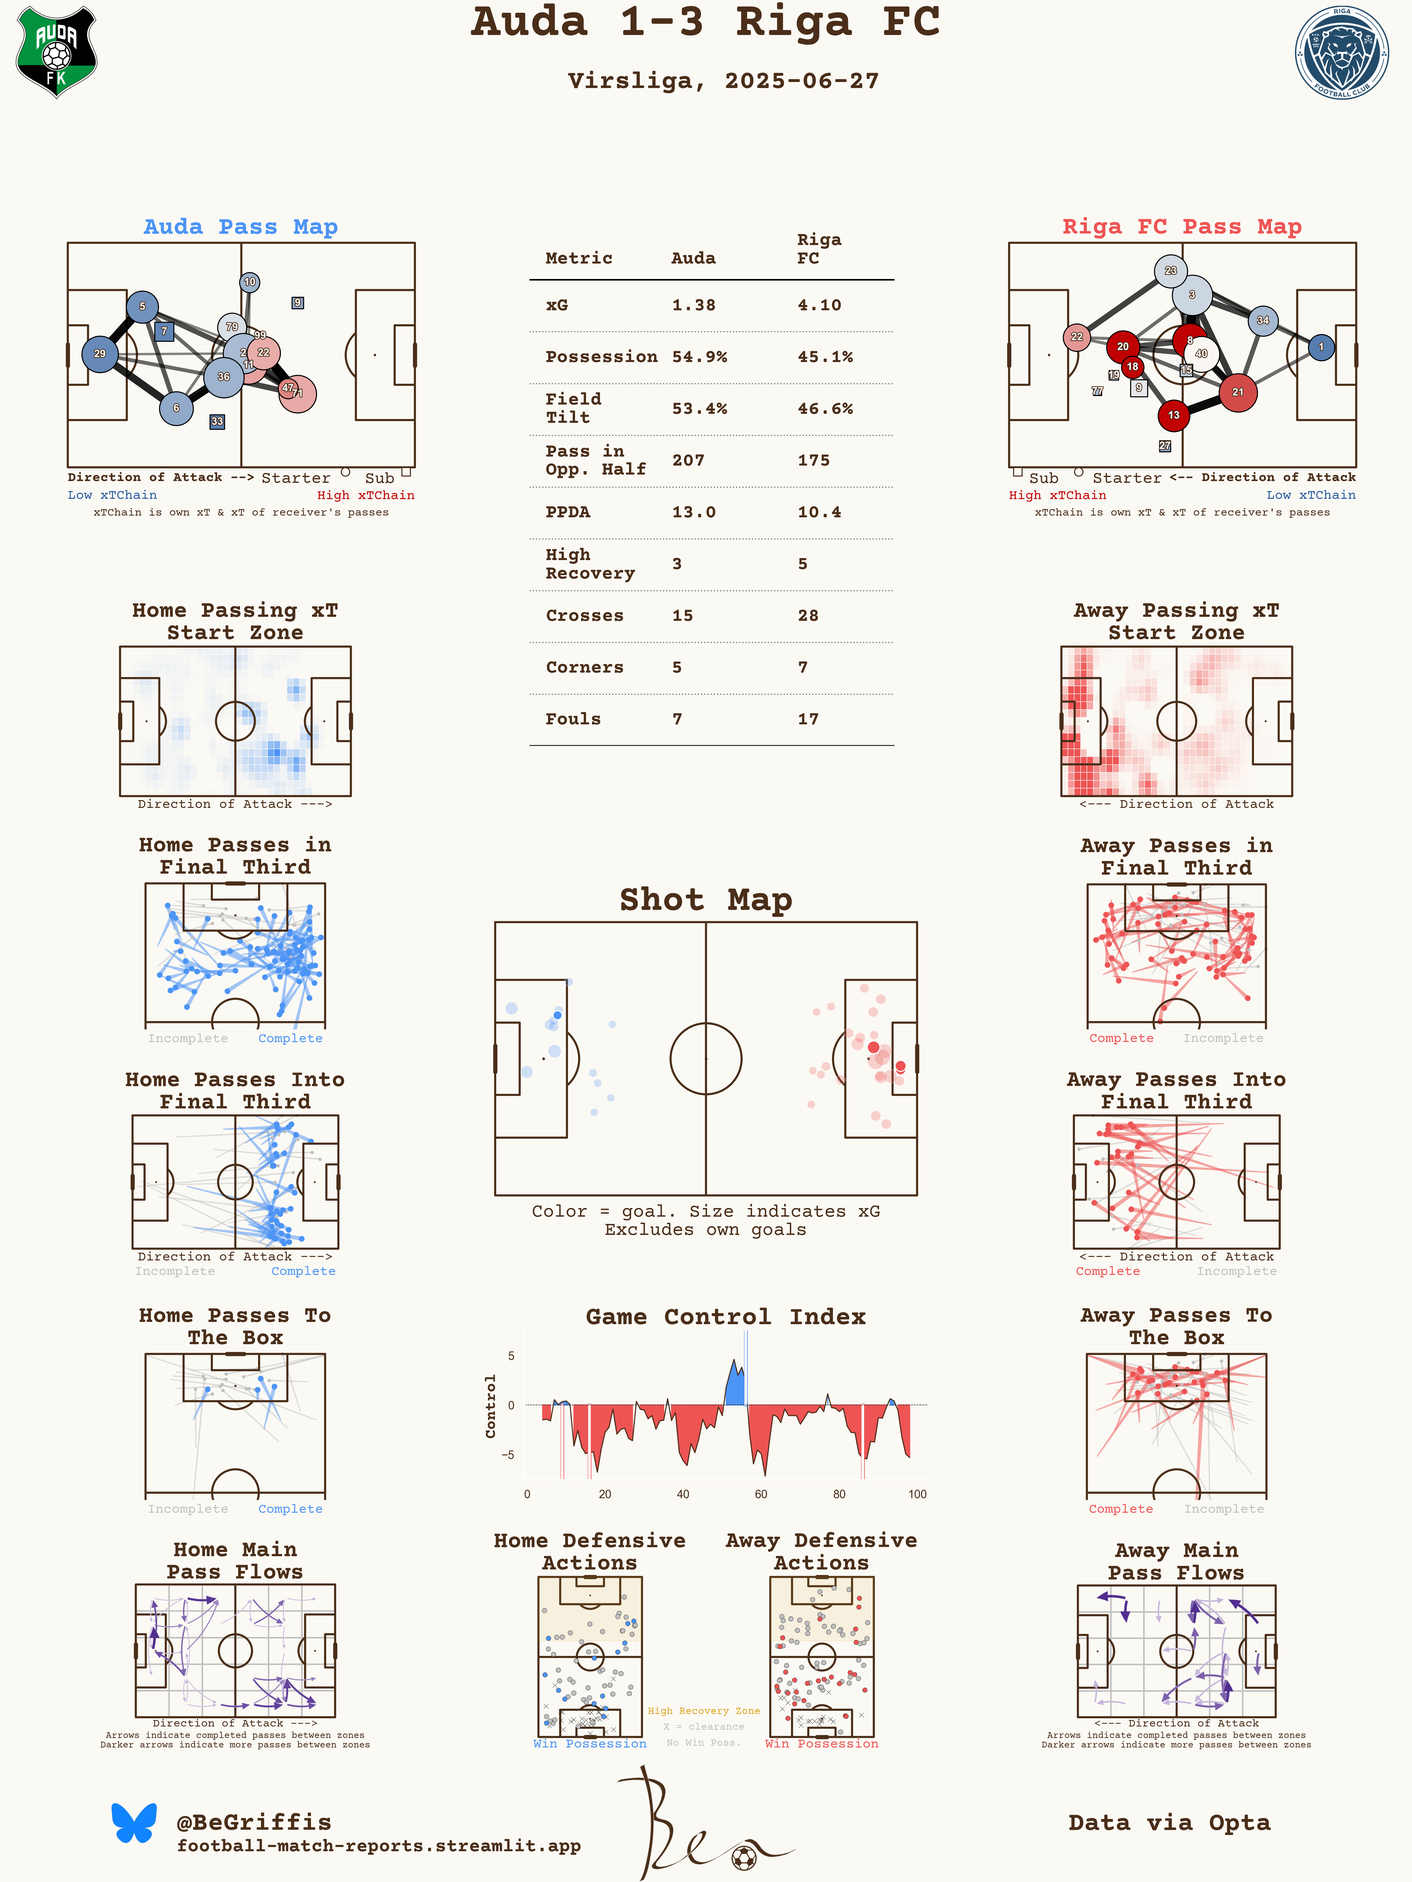 Auda 1-3 Riga FC
Virsliga, 2025-06-27
AUDA
FK
RIGA
FOOTBALL CLUB
Auda Pass Map
10
9
5
7
79
99
29
2
22
11
36
47
71
6
33
Direction of Attack --> Starter Sub
Low xTChain High xTChain
xTChain is own xT & xT of receiver's passes
Metric Auda Riga FC
xG 1.38 4.10
Possession 54.9% 45.1%
Field Tilt 53.4% 46.6%
Pass in Opp. Half 207 175
PPDA 13.0 10.4
High Recovery 3 5
Crosses 15 28
Corners 5 7
Fouls 7 17
Riga FC Pass Map
23
3
34
22
20
8
40
1
18
19
15
77
9
21
13
27
Sub Starter <-- Direction of Attack
High xTChain Low xTChain
xTChain is own xT & xT of receiver's passes
Home Passing xT
Start Zone
Direction of Attack --->
Away Passing xT
Start Zone
<--- Direction of Attack
Home Passes in
Final Third
Incomplete Complete
Away Passes in
Final Third
Complete Incomplete
Shot Map
Color = goal. Size indicates xG
Excludes own goals
Home Passes Into
Final Third
Direction of Attack --->
Incomplete Complete
Away Passes Into
Final Third
<--- Direction of Attack
Complete Incomplete
Home Passes To
The Box
Incomplete Complete
Game Control Index
Control
5
0
−5
0 20 40 60 80 100
Away Passes To
The Box
Complete Incomplete
Home Main
Pass Flows
Direction of Attack --->
Arrows indicate completed passes between zones
Darker arrows indicate more passes between zones
Home Defensive
Actions
Win Possession
High Recovery Zone
X = clearance
No Win Poss.
Away Defensive
Actions
Win Possession
Away Main
Pass Flows
<--- Direction of Attack
Arrows indicate completed passes between zones
Darker arrows indicate more passes between zones
@BeGriffis
football-match-reports.streamlit.app
Ben
Data via Opta